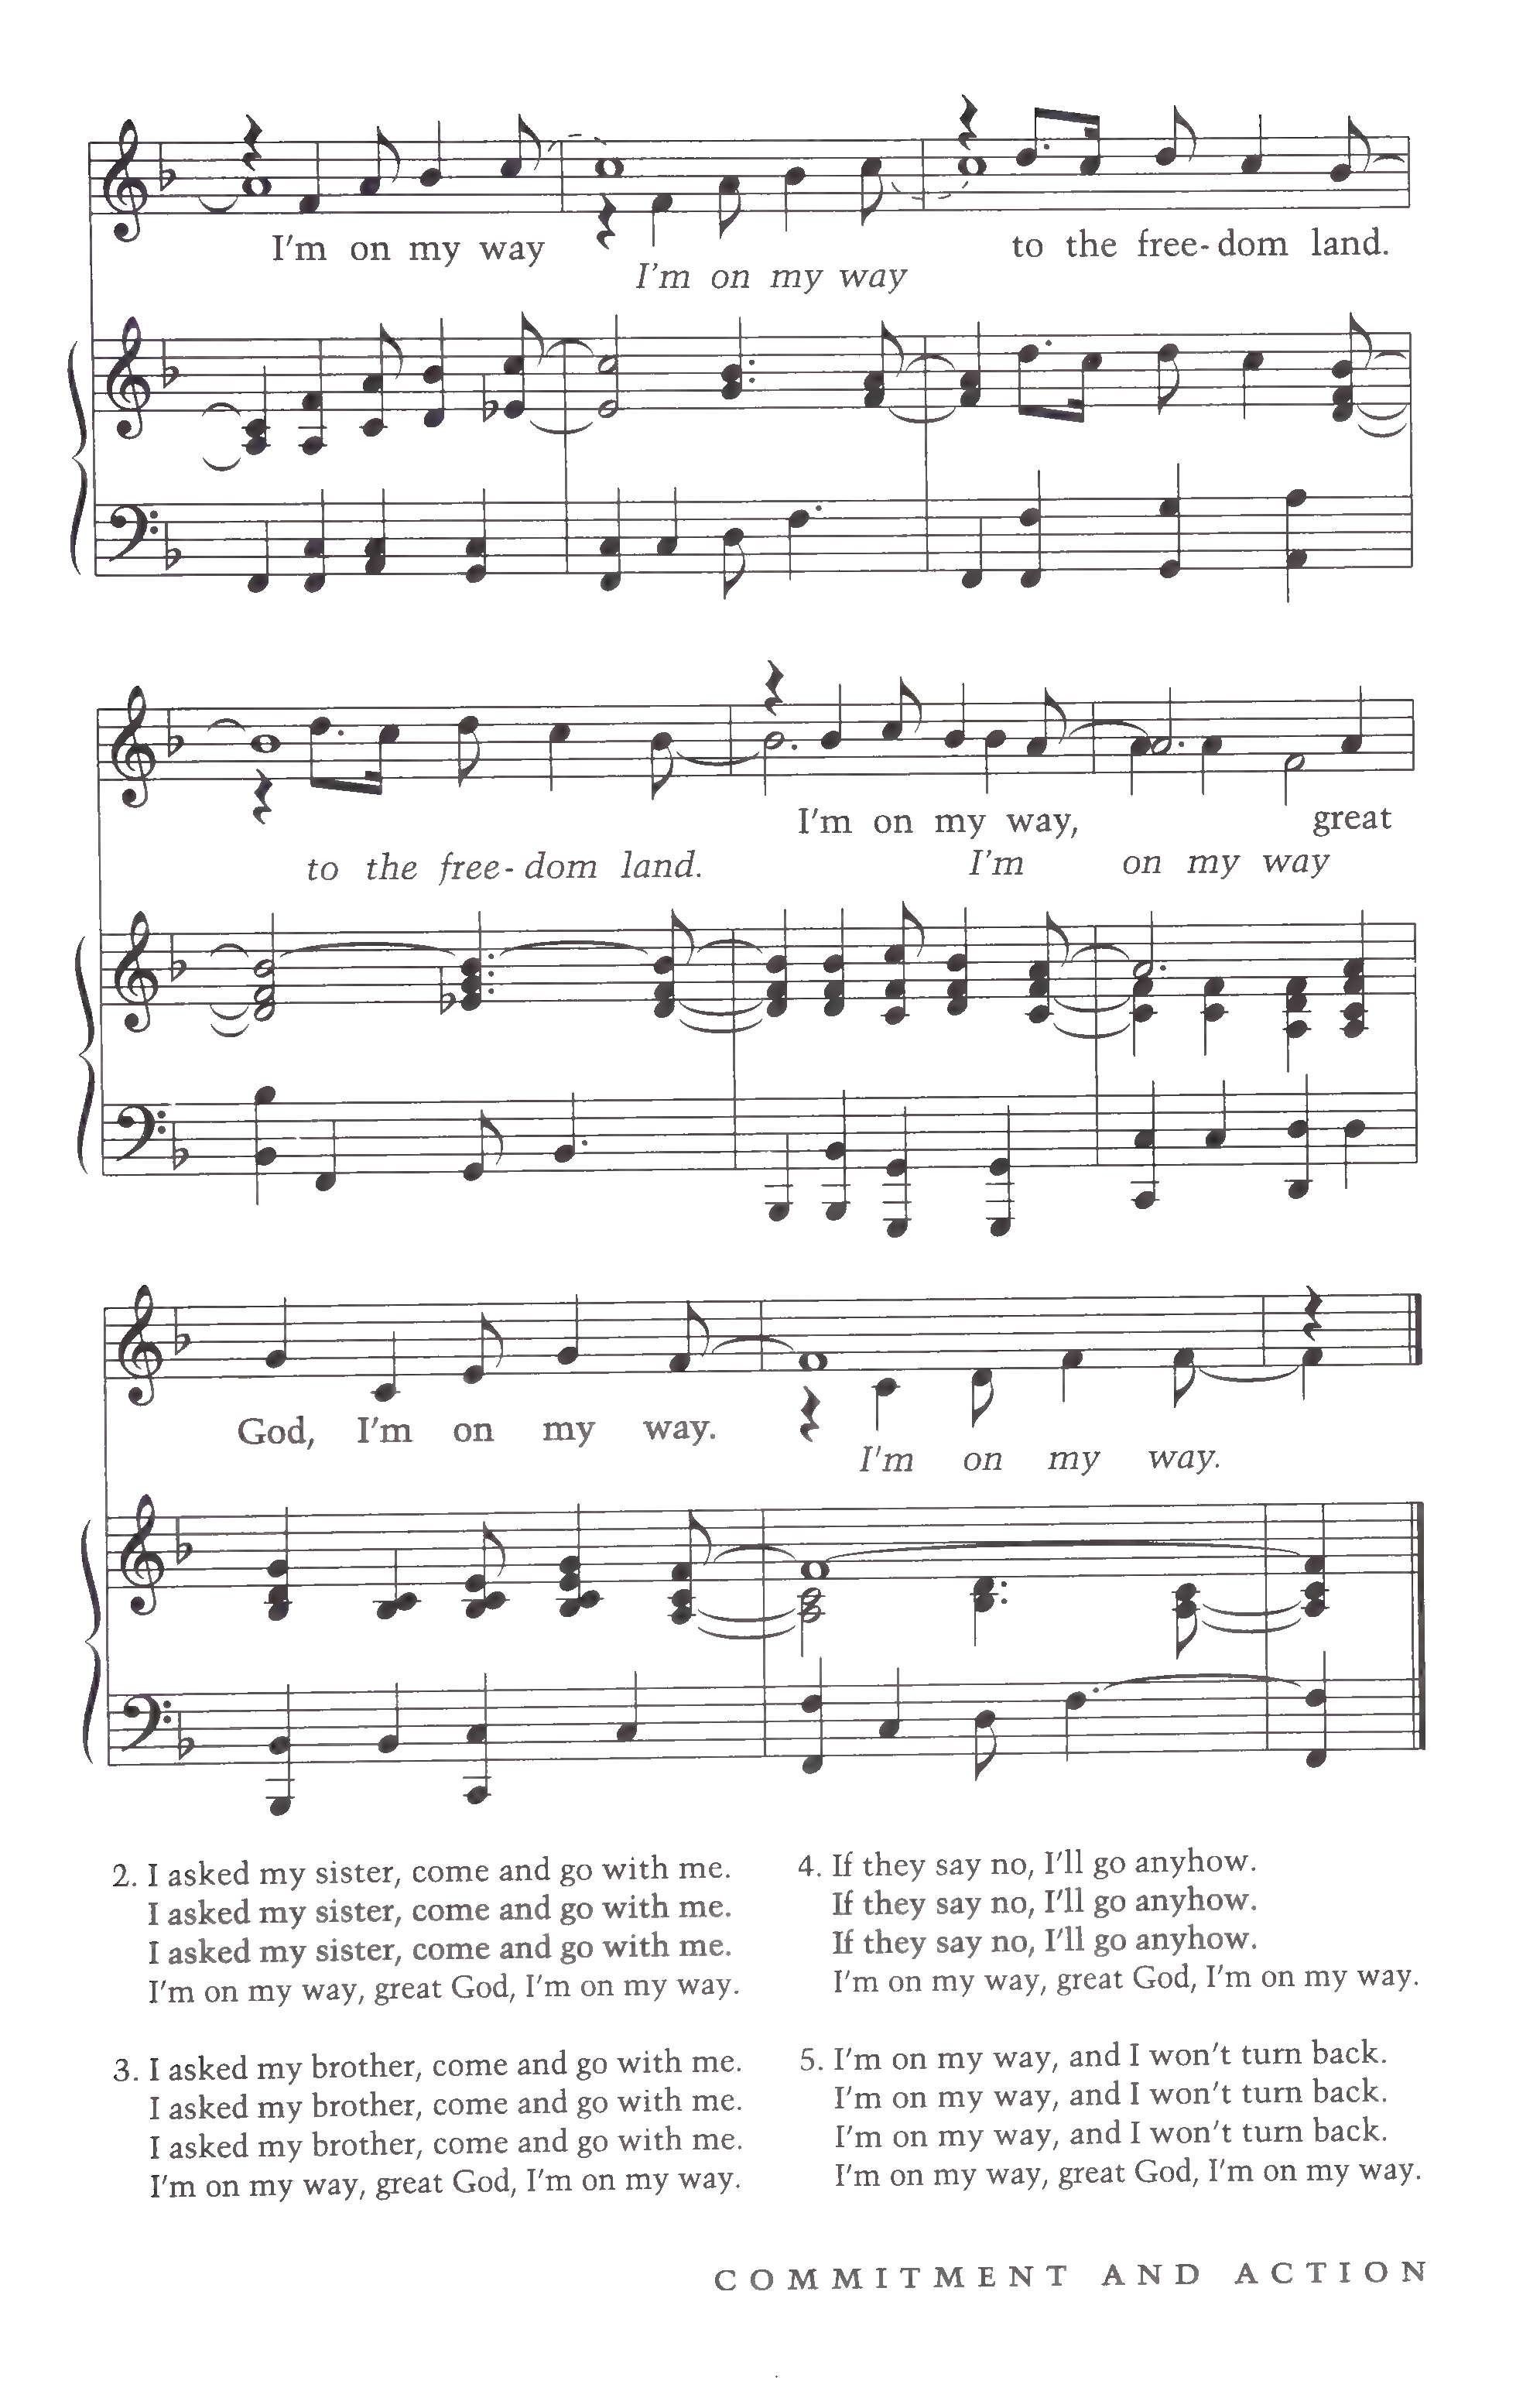 I'm on my way to the free-dom land.
I'm on my way
I'm on my way, great
to the free-dom land. I'm on my way
God, I'm on my way.
I'm on my way.
2. I asked my sister, come and go with me.
I asked my sister, come and go with me.
I asked my sister, come and go with me.
I'm on my way, great God, I'm on my way.
3. I asked my brother, come and go with me.
I asked my brother, come and go with me.
I asked my brother, come and go with me.
I'm on my way, great God, I'm on my way.
4. If they say no, I'll go anyhow.
If they say no, I'll go anyhow.
If they say no, I'll go anyhow.
I'm on my way, great God, I'm on my way.
5. I'm on my way, and I won't turn back.
I'm on my way, and I won't turn back.
I'm on my way, and I won't turn back.
I'm on my way, great God, I'm on my way.
COMMITMENT AND ACTION